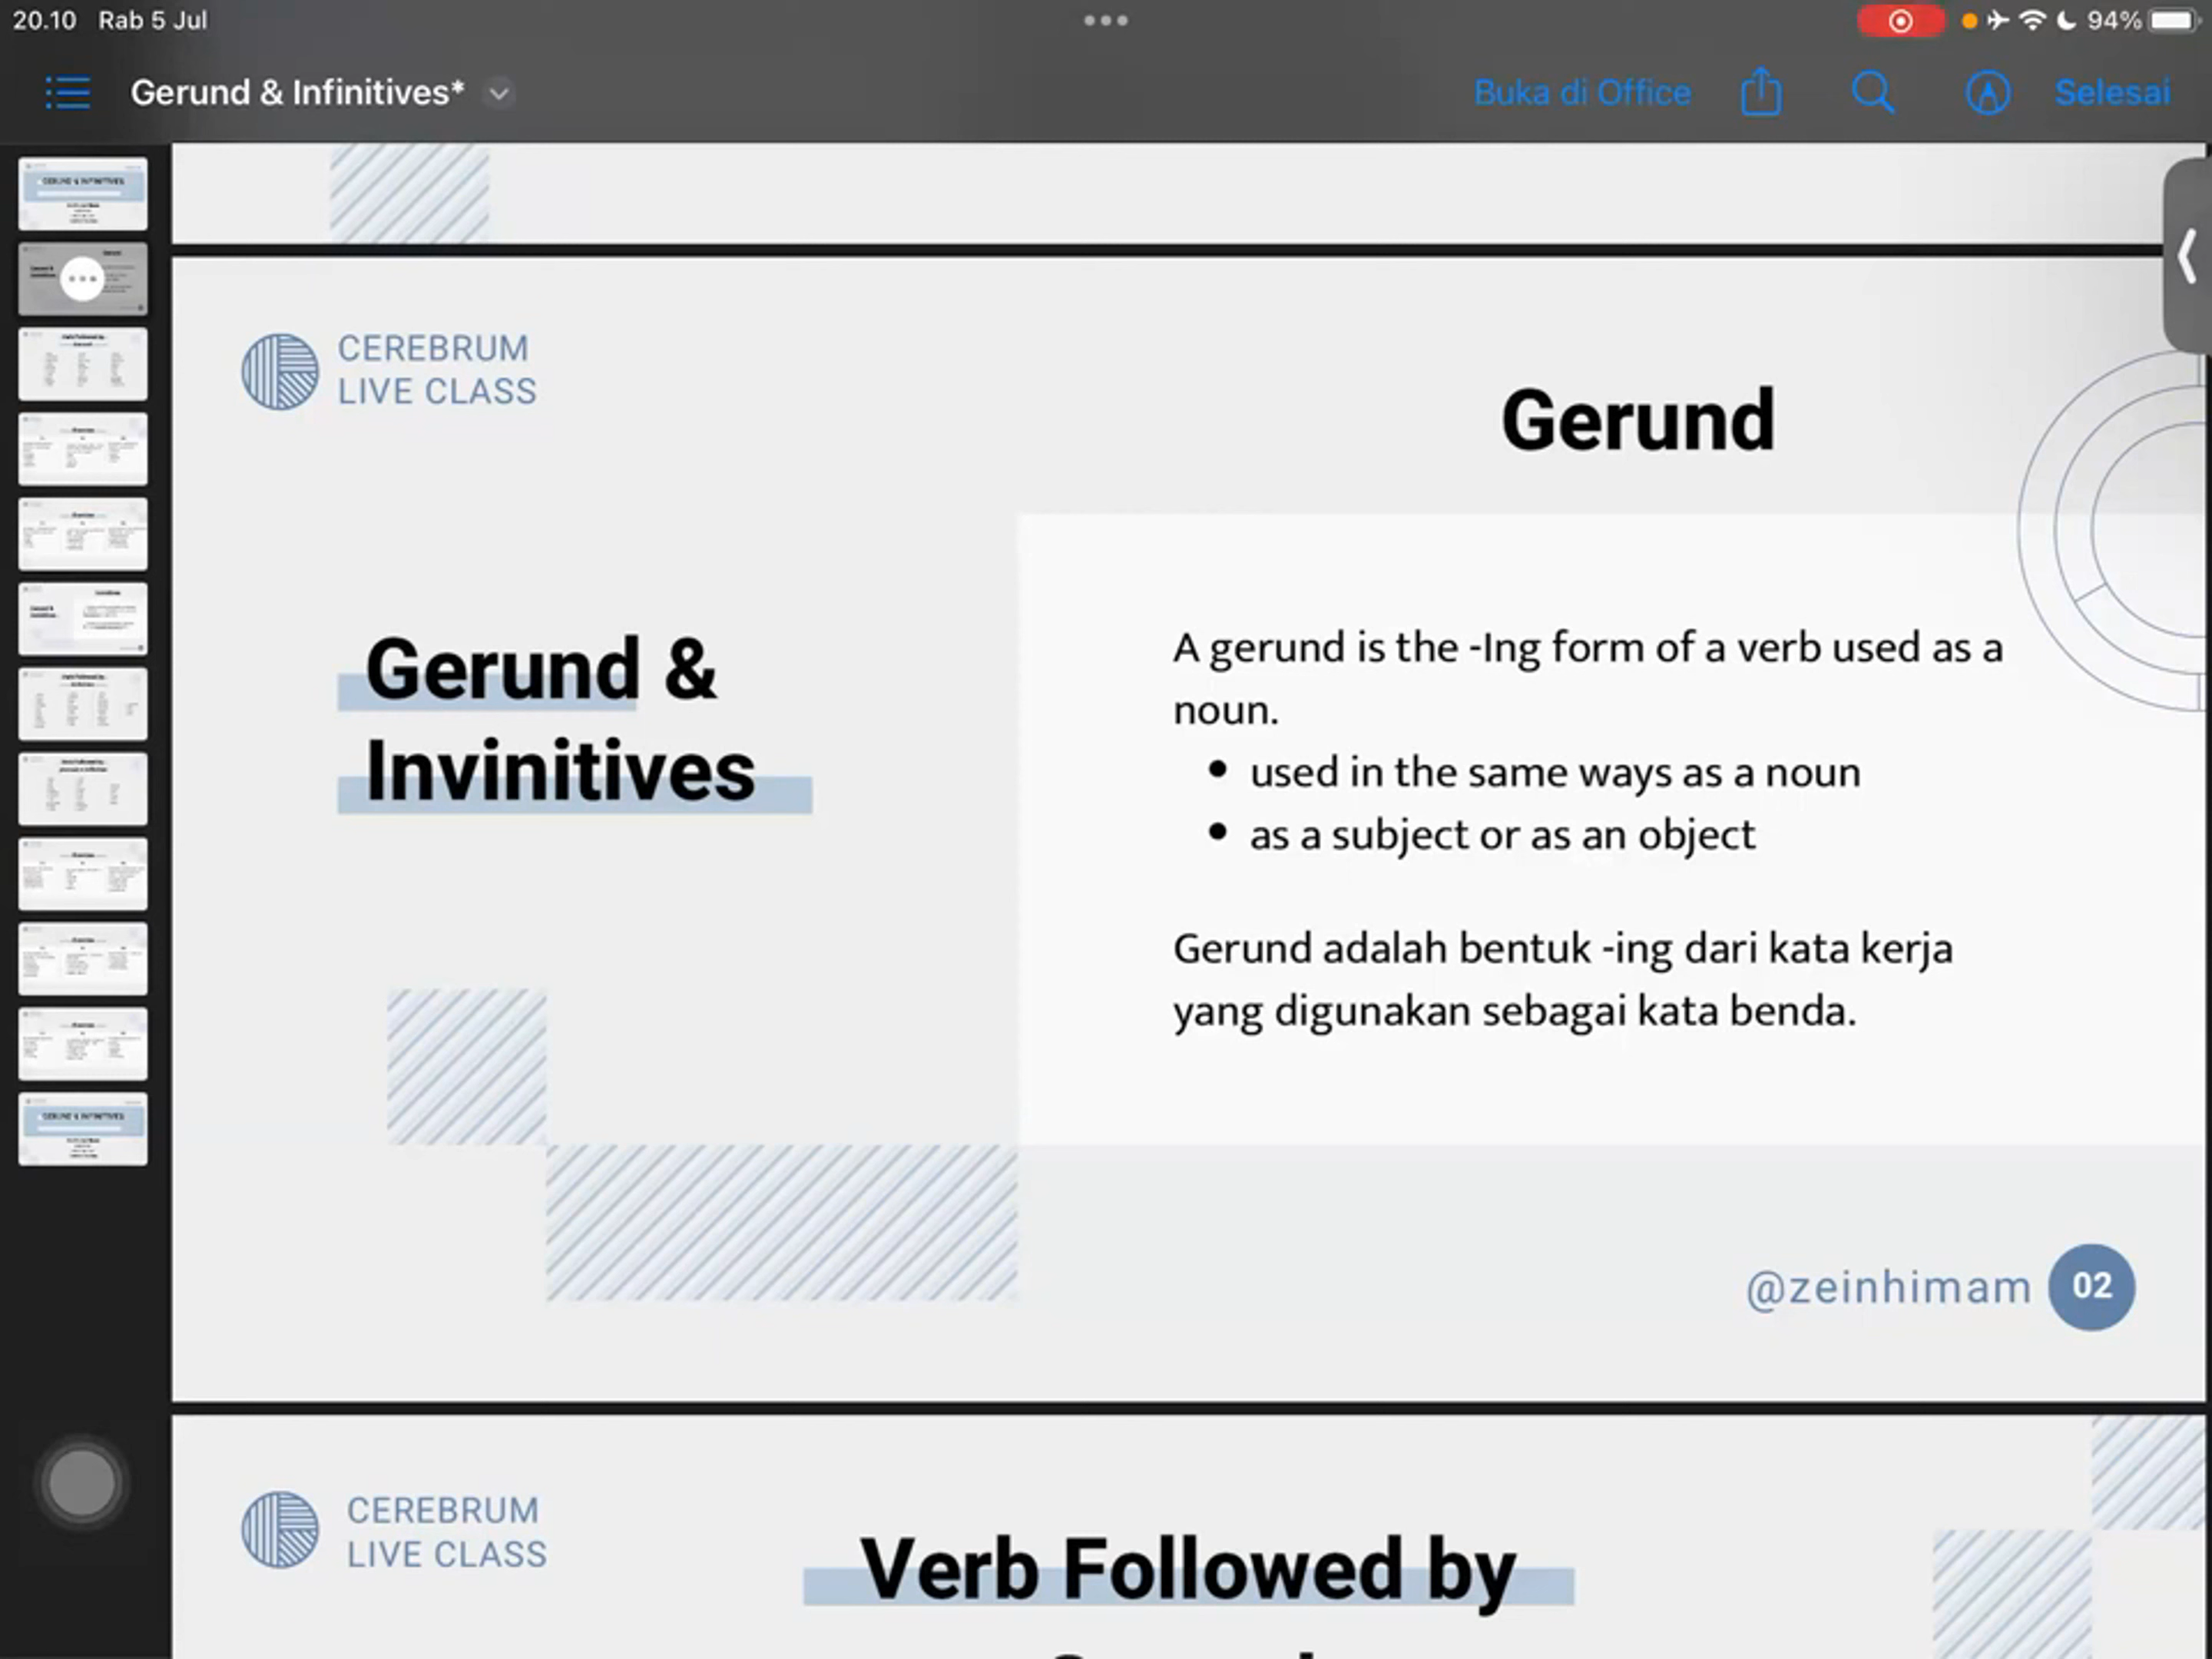 20.10 Rab 5 Jul
94%
Gerund & Infinitives*
Buka di Office
Selesai
CEREBRUM
LIVE CLASS
Gerund
Gerund &
Invinitives
A gerund is the -Ing form of a verb used as a
noun.
• used in the same ways as a noun
• as a subject or as an object
Gerund adalah bentuk -ing dari kata kerja
yang digunakan sebagai kata benda.
@zeinhimam 02
CEREBRUM
LIVE CLASS
Verb Followed by